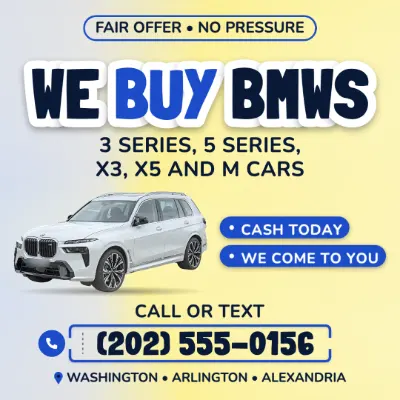 FAIR OFFER • NO PRESSURE
WE BUY BMWS
3 SERIES, 5 SERIES,
X3, X5 AND M CARS
• CASH TODAY
• WE COME TO YOU
CALL OR TEXT
(202) 555-0156
WASHINGTON • ARLINGTON • ALEXANDRIA